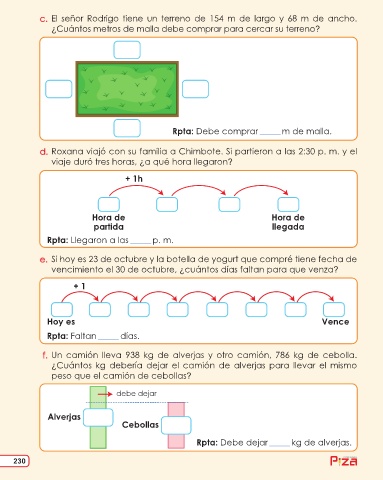 c. El señor Rodrigo tiene un terreno de 154 m de largo y 68 m de ancho.
¿Cuántos metros de malla debe comprar para cercar su terreno?
Rpta: Debe comprar _____ m de malla.
d. Roxana viajó con su familia a Chimbote. Si partieron a las 2:30 p. m. y el
viaje duró tres horas, ¿a qué hora llegaron?
+ 1h
Hora de
partida
Hora de
llegada
Rpta: Llegaron a las _____ p. m.
e. Si hoy es 23 de octubre y la botella de yogurt que compré tiene fecha de
vencimiento el 30 de octubre, ¿cuántos días faltan para que venza?
+ 1
Hoy es
Vence
Rpta: Faltan _____ días.
f. Un camión lleva 938 kg de alverjas y otro camión, 786 kg de cebolla.
¿Cuántos kg debería dejar el camión de alverjas para llevar el mismo
peso que el camión de cebollas?
debe dejar
Alverjas
Cebollas
Rpta: Debe dejar _____ kg de alverjas.
230